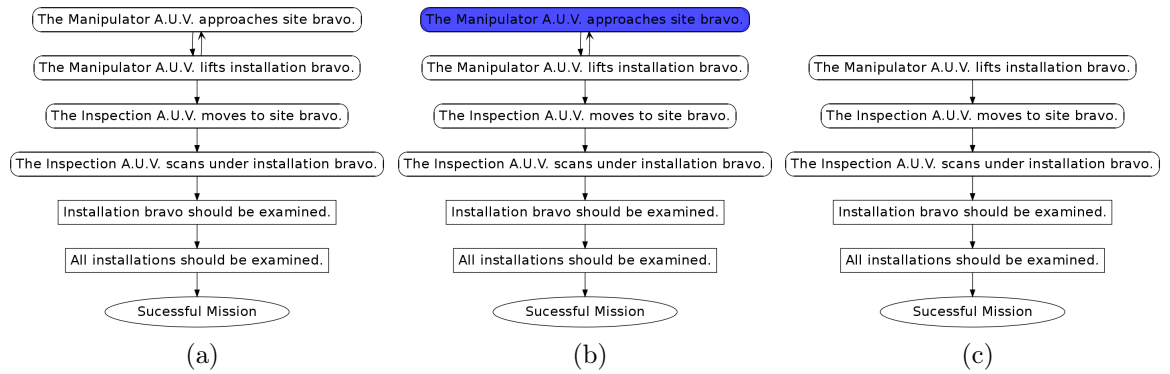 The Manipulator A.U.V. approaches site bravo.
The Manipulator A.U.V. lifts installation bravo.
The Inspection A.U.V. moves to site bravo.
The Inspection A.U.V. scans under installation bravo.
Installation bravo should be examined.
All installations should be examined.
Sucessful Mission
(a)
The Manipulator A.U.V. approaches site bravo.
The Manipulator A.U.V. lifts installation bravo.
The Inspection A.U.V. moves to site bravo.
The Inspection A.U.V. scans under installation bravo.
Installation bravo should be examined.
All installations should be examined.
Sucessful Mission
(b)
The Manipulator A.U.V. lifts installation bravo.
The Inspection A.U.V. moves to site bravo.
The Inspection A.U.V. scans under installation bravo.
Installation bravo should be examined.
All installations should be examined.
Sucessful Mission
(c)